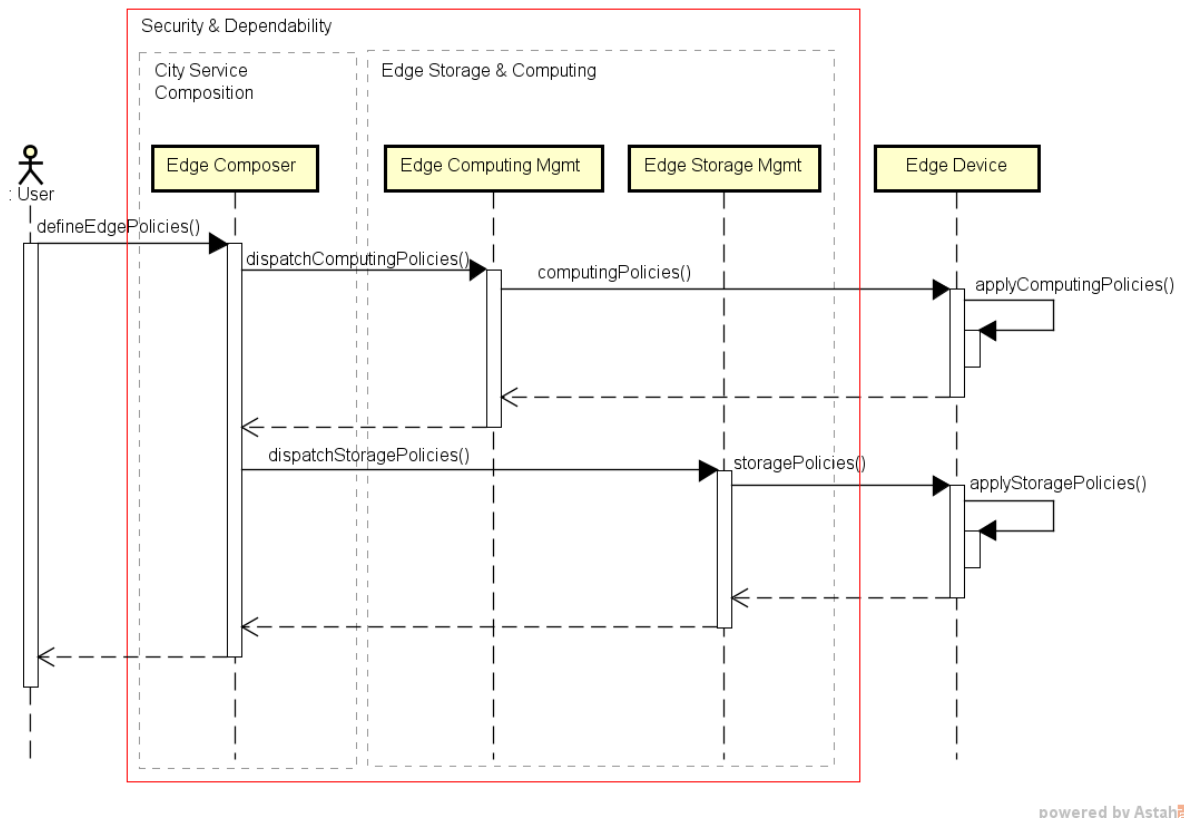 Security & Dependability
City Service
Composition
Edge Storage & Computing
Edge Composer
Edge Computing Mgmt
Edge Storage Mgmt
Edge Device
: User
defineEdgePolicies()
dispatchComputingPolicies()
computingPolicies()
applyComputingPolicies()
dispatchStoragePolicies()
storagePolicies()
applyStoragePolicies()
powered by Astah